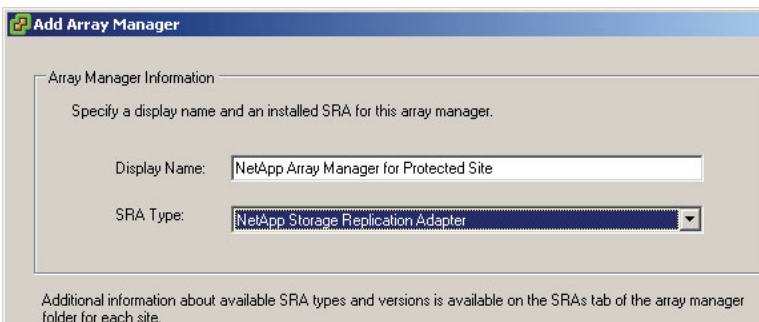 Add Array Manager
Array Manager Information
Specify a display name and an installed SRA for this array manager.
Display Name: NetApp Array Manager for Protected Site
SRA Type: NetApp Storage Replication Adapter
Additional information about available SRA types and versions is available on the SRAs tab of the array manager
folder for each site.